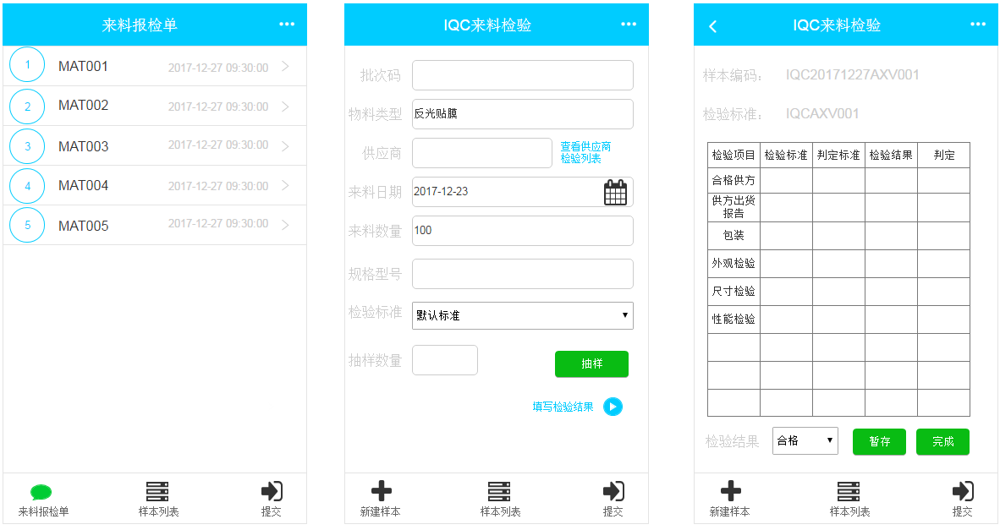 来料报检单
1 MAT001 2017-12-27 09:30:00
2 MAT002 2017-12-27 09:30:00
3 MAT003 2017-12-27 09:30:00
4 MAT004 2017-12-27 09:30:00
5 MAT005 2017-12-27 09:30:00
来料报检单 样本列表 提交
IQC来料检验
批次码
物料类型 反光贴膜
供应商 查看供应商
检验列表
来料日期 2017-12-23
来料数量 100
规格型号
检验标准 默认标准
抽样数量 抽样
填写检验结果
新建样本 样本列表 提交
IQC来料检验
样本编码： IQC20171227AXV001
检验标准： IQCAXV001
检验项目 检验标准 判定标准 检验结果 判定
合格供方
供方出货
报告
包装
外观检验
尺寸检验
性能检验
检验结果 合格 暂存 完成
新建样本 样本列表 提交